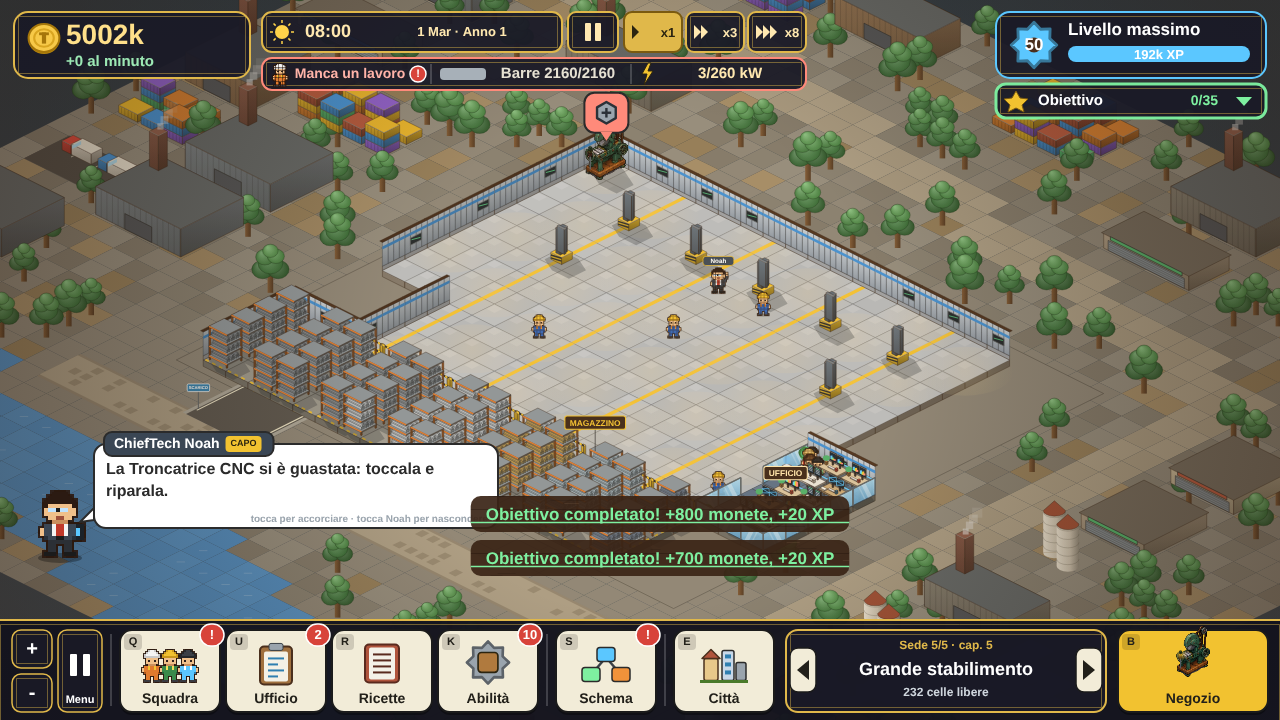 5002k
+0 al minuto
08:00
1 Mar · Anno 1
x1
x3
x8
Manca un lavoro !
Barre 2160/2160
3/260 kW
50
Livello massimo
192k XP
Obiettivo
0/35
Noah
SCARICO
MAGAZZINO
UFFICIO
ChiefTech Noah
CAPO
La Troncatrice CNC si è guastata: toccala e
riparala.
tocca per accorciare · tocca Noah per nascond
Obiettivo completato! +800 monete, +20 XP
Obiettivo completato! +700 monete, +20 XP
+
-
Menu
Q
!
Squadra
U
2
Ufficio
R
Ricette
K
10
Abilità
S
!
Schema
E
Città
Sede 5/5 · cap. 5
Grande stabilimento
232 celle libere
B
Negozio